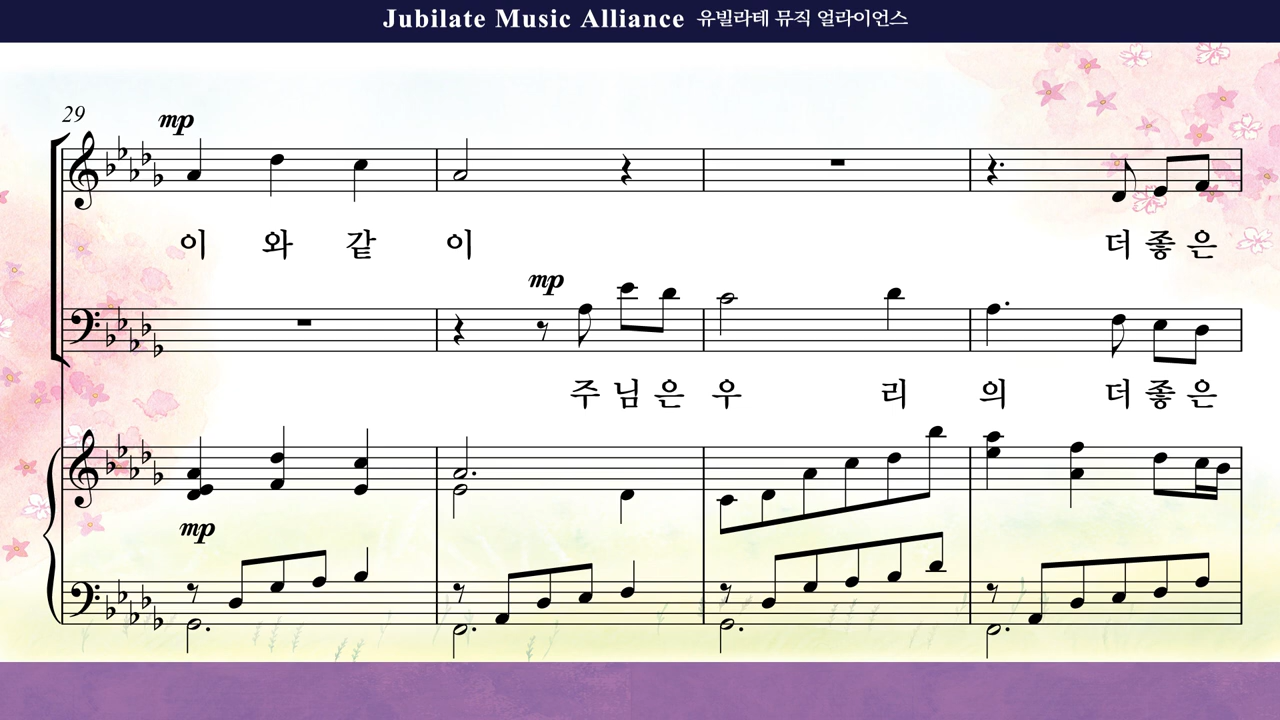 Jubilate Music Alliance 유빌라테 뮤직 얼라이언스
29
mp
이 와 같 이 더 좋 은
mp
주 님 은 우 리 의 더 좋 은
mp